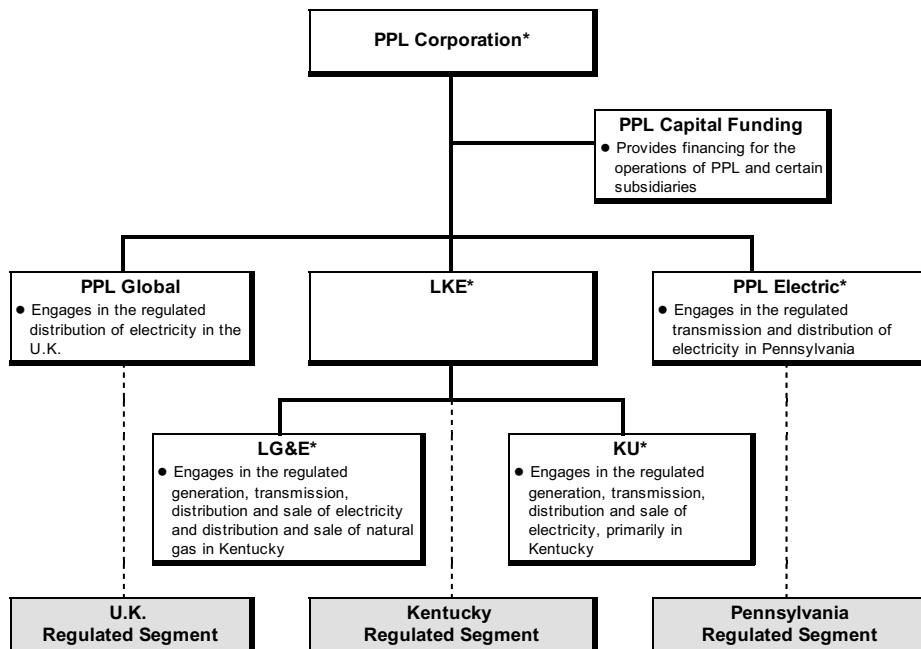 PPL Corporation*
PPL Capital Funding
● Provides financing for the
operations of PPL and certain
subsidiaries
PPL Global
● Engages in the regulated
distribution of electricity in the
U.K.
LKE*
PPL Electric*
● Engages in the regulated
transmission and distribution of
electricity in Pennsylvania
LG&E*
● Engages in the regulated
generation, transmission,
distribution and sale of electricity
and distribution and sale of natural
gas in Kentucky
KU*
● Engages in the regulated
generation, transmission,
distribution and sale of
electricity, primarily in
Kentucky
U.K.
Regulated Segment
Kentucky
Regulated Segment
Pennsylvania
Regulated Segment